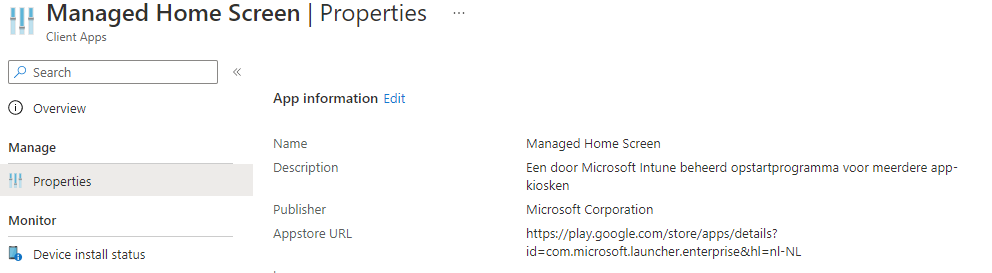 Managed Home Screen | Properties ...
Client Apps
Search «
Overview
Manage
Properties
Monitor
Device install status
App information Edit
Name Managed Home Screen
Description Een door Microsoft Intune beheerd opstartprogramma voor meerdere app-
kiosken
Publisher Microsoft Corporation
Appstore URL https://play.google.com/store/apps/details?
id=com.microsoft.launcher.enterprise&hl=nl-NL